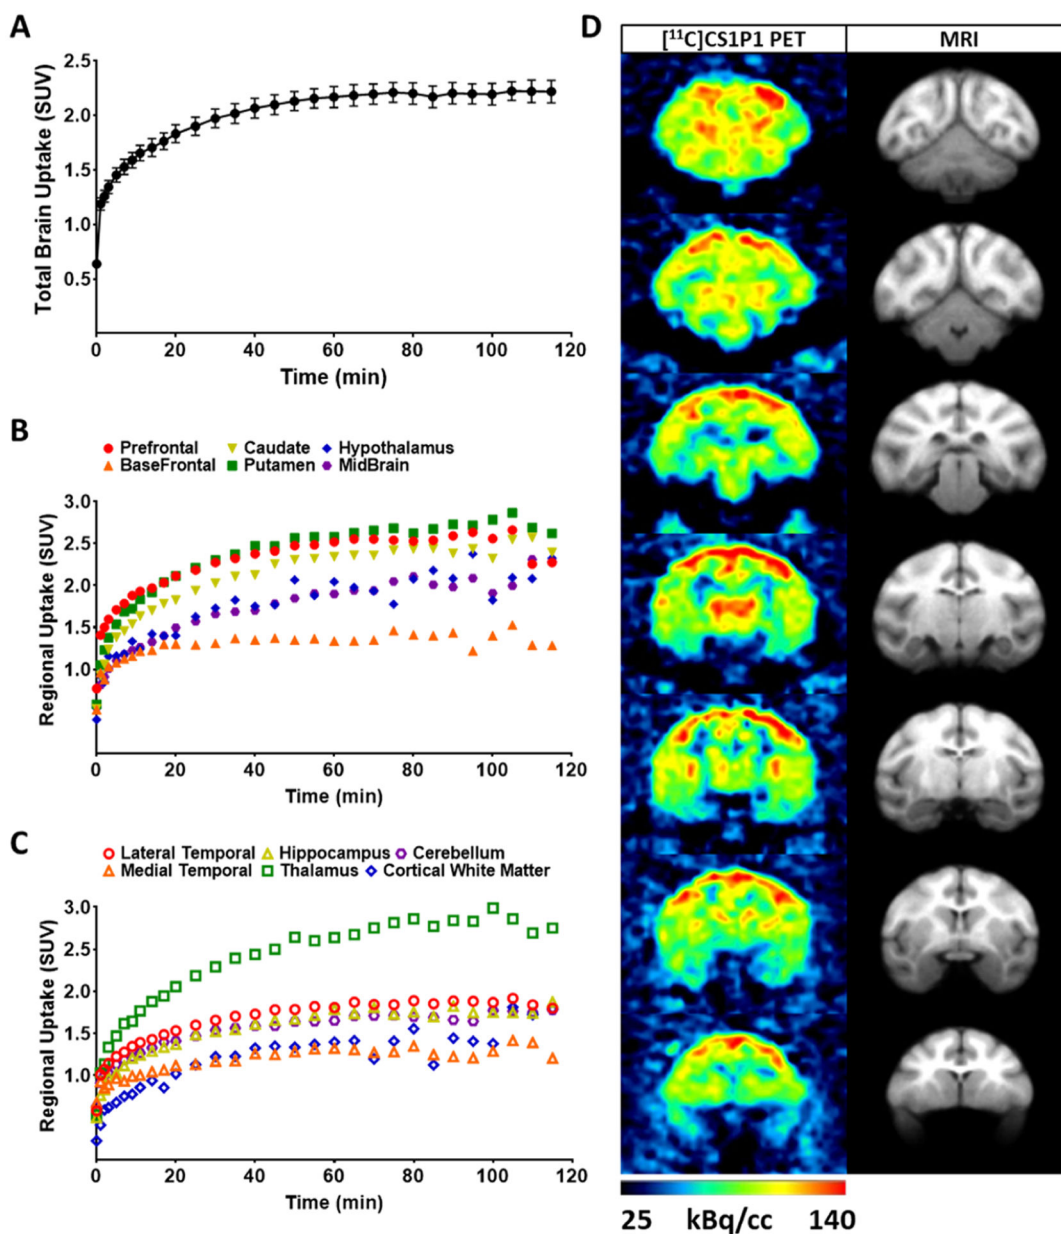 A
Total Brain Uptake (SUV)
2.5
2.0
1.5
1.0
0.5
0 20 40 60 80 100 120
Time (min)
B
Prefrontal Caudate Hypothalamus
BaseFrontal Putamen MidBrain
Regional Uptake (SUV)
3.0
2.5
2.0
1.5
1.0
0 20 40 60 80 100 120
Time (min)
C
Lateral Temporal Hippocampus Cerebellum
Medial Temporal Thalamus Cortical White Matter
Regional Uptake (SUV)
3.0
2.5
2.0
1.5
1.0
0 20 40 60 80 100 120
Time (min)
D
[¹¹C]CS1P1 PET MRI
25 kBq/cc 140